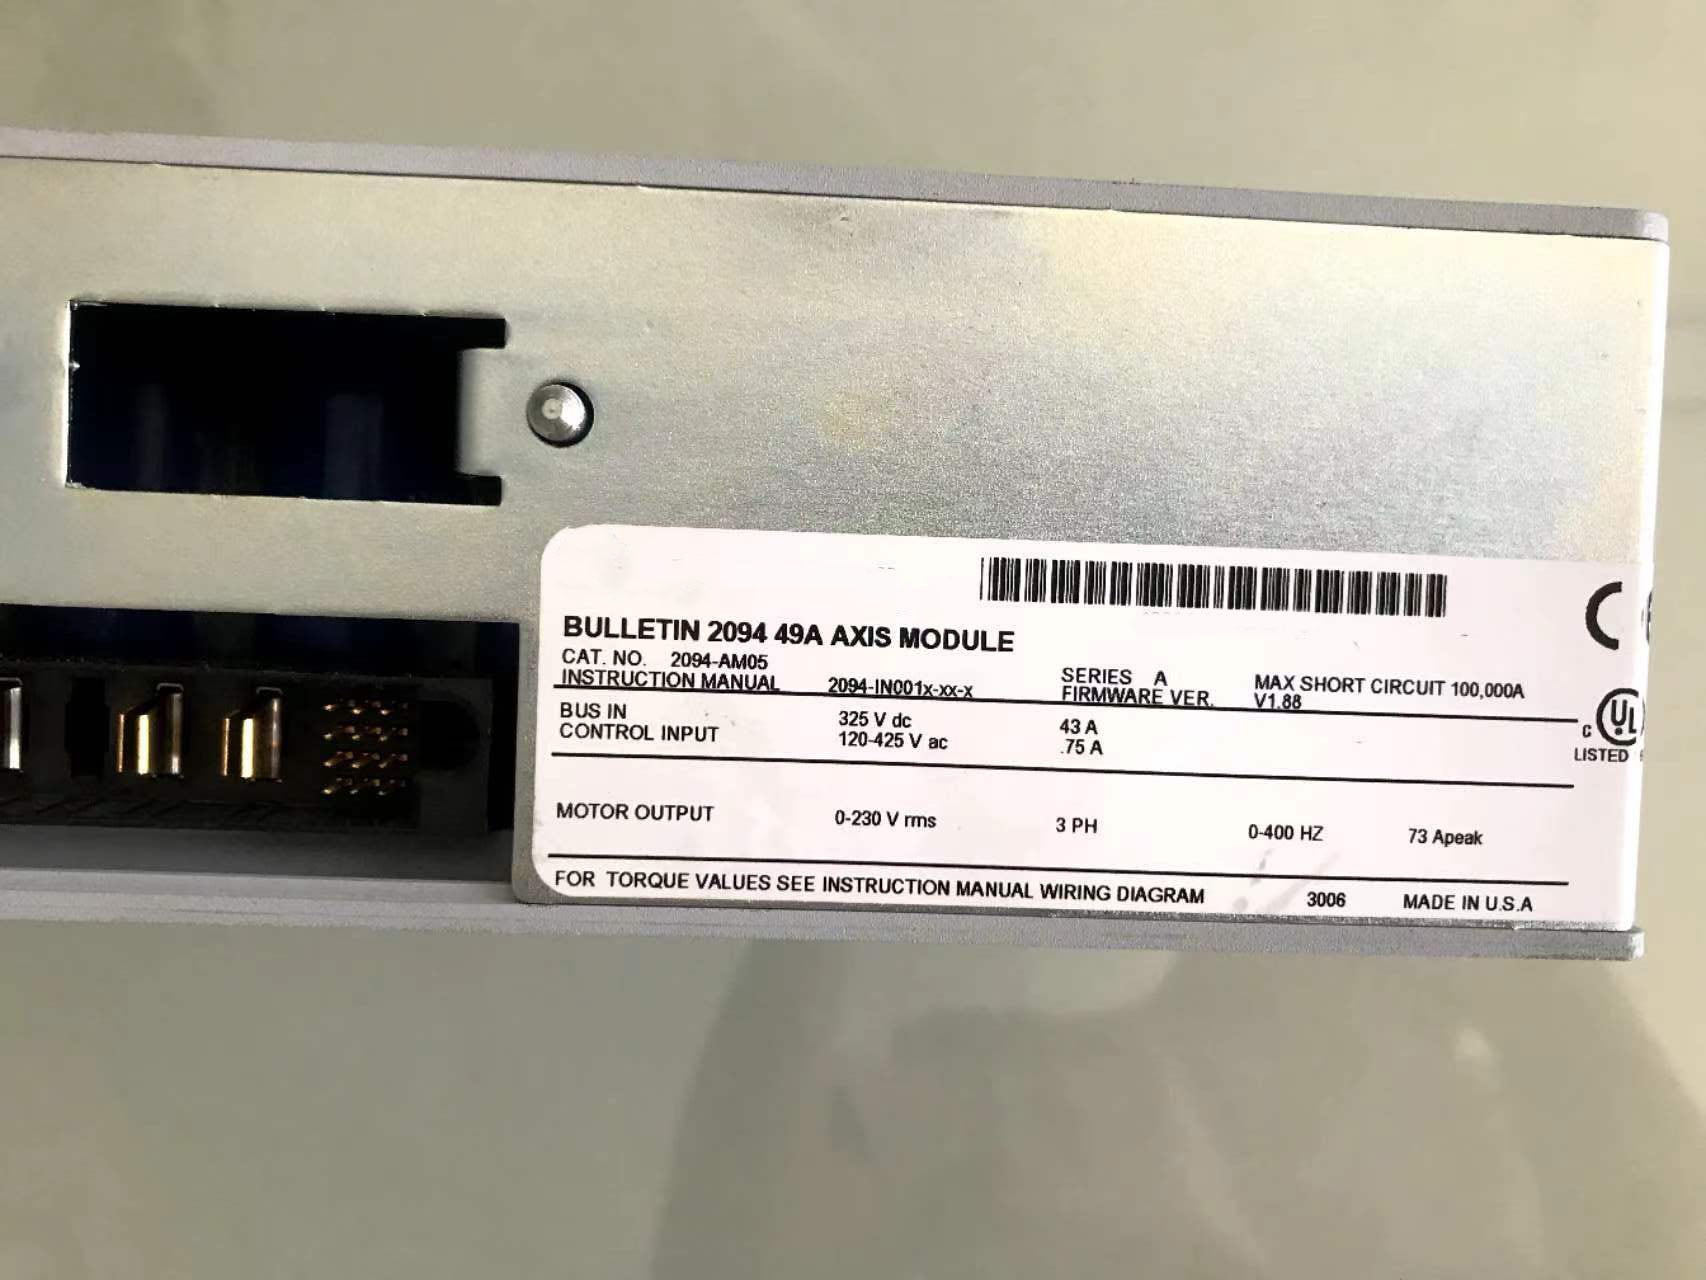 BULLETIN 2094 49A AXIS MODULE
CAT. NO. 2094-AM05 SERIES A MAX SHORT CIRCUIT 100,000A
INSTRUCTION MANUAL 2094-IN001x-xx-x FIRMWARE VER. V1.88
BUS IN 325 V dc 43 A
CONTROL INPUT 120-425 V ac .75 A
C UL
LISTED
MOTOR OUTPUT 0-230 V rms 3 PH 0-400 HZ 73 Apeak
FOR TORQUE VALUES SEE INSTRUCTION MANUAL WIRING DIAGRAM 3006 MADE IN U.S.A